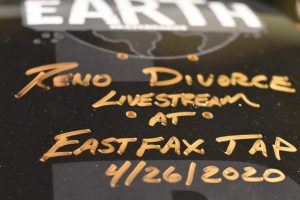 EARTH
RENO DIVORCE
LIVESTREAM
AT
EASTFAX TAP
4/26/2020